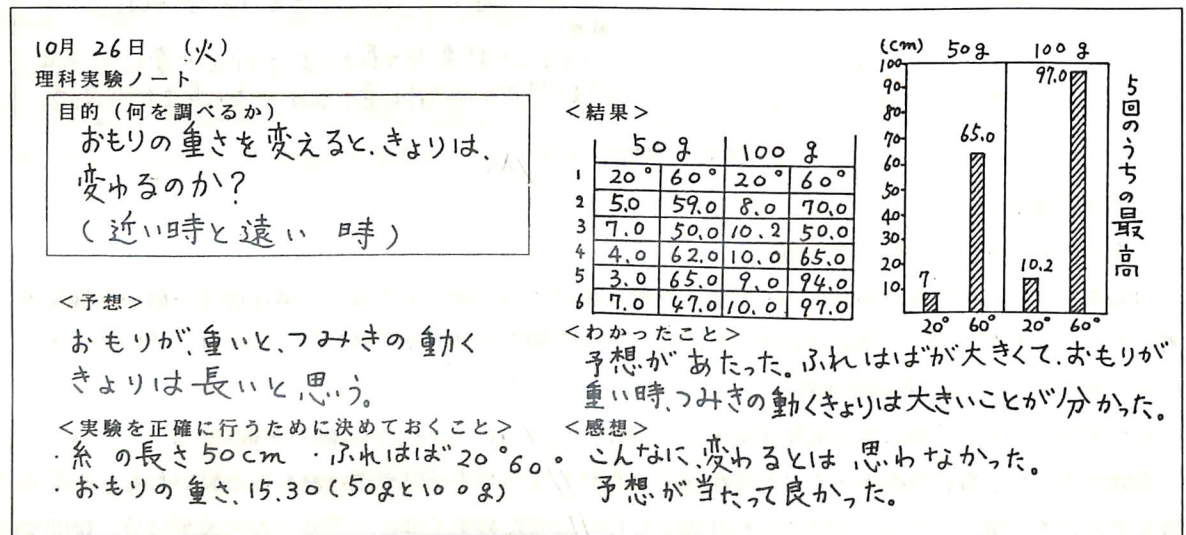 10月 26日 (火)
理科実験ノート
目的（何を調べるか）
おもりの重さを変えると、きょりは、
変わるのか？
(近い時と遠い 時)
＜予想＞
おもりが、重いと、つみきの動く
きょりは長いと思う。
＜実験を正確に行うために決めておくこと＞
・糸の長さ50cm ・ふれはば20°60°
・おもりの重さ、15.30(50gと100g)
＜結果＞
50g 100g
1 20° 60° 20° 60°
2 5.0 59.0 8.0 70.0
3 7.0 50.0 10.2 50.0
4 4.0 62.0 10.0 65.0
5 3.0 65.0 9.0 94.0
6 7.0 47.0 10.0 97.0
＜わかったこと＞
予想があたった。ふれはばが大きくて、おもりが
重い時、つみきの動くきょりは大きいことが分かった。
＜感想＞
こんなに、変わるとは 思わなかった。
予想が当たって良かった。
(cm) 50g 100g
100
90
80
70
60
50
40
30
20
10
7 65.0 10.2 97.0
20° 60° 20° 60°
5回のうちの最高